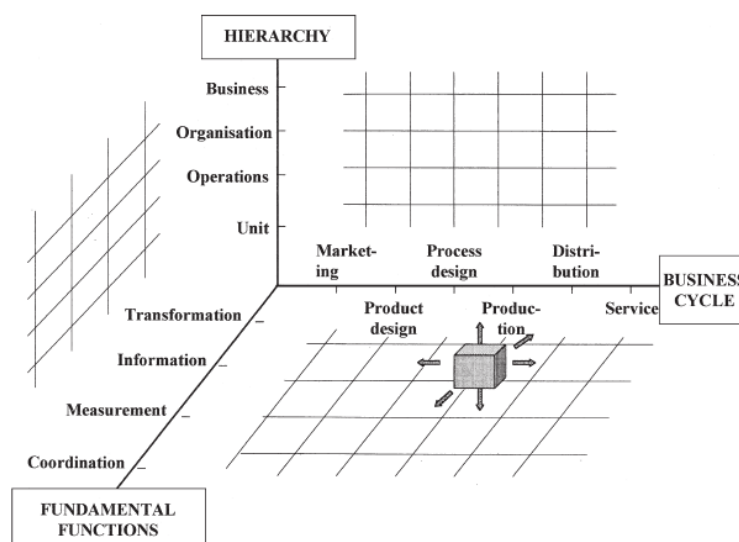 HIERARCHY
Business
Organisation
Operations
Unit
Market-
ing
Process
design
Distri-
bution
BUSINESS
CYCLE
Product
design
Produc-
tion
Service
Transformation
Information
Measurement
Coordination
FUNDAMENTAL
FUNCTIONS